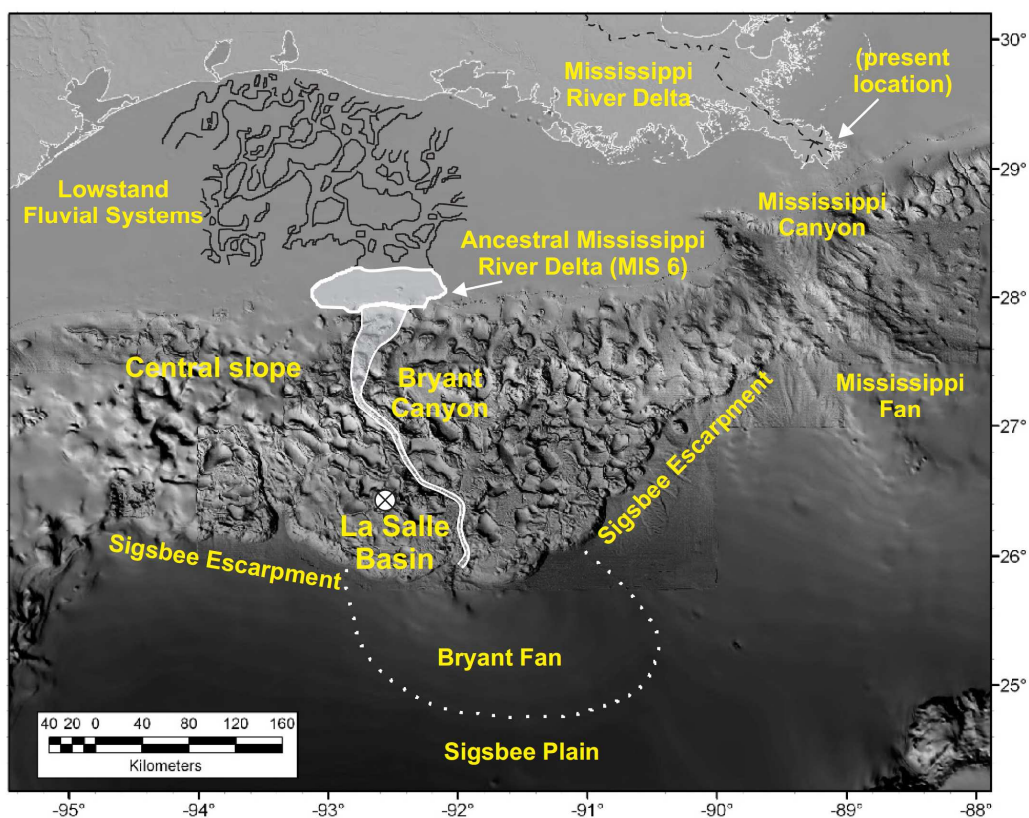 30°
(present
location)
Mississippi
River Delta
29°
Lowstand
Fluvial Systems
Mississippi
Canyon
Ancestral Mississippi
River Delta (MIS 6)
28°
Central slope
Bryant
Canyon
Mississippi
Fan
27°
Sigsbee Escarpment
La Salle
Basin
Sigsbee Escarpment
26°
Bryant Fan
25°
40 20 0 40 80 120 160
Kilometers
Sigsbee Plain
-95° -94° -93° -92° -91° -90° -89° -88°